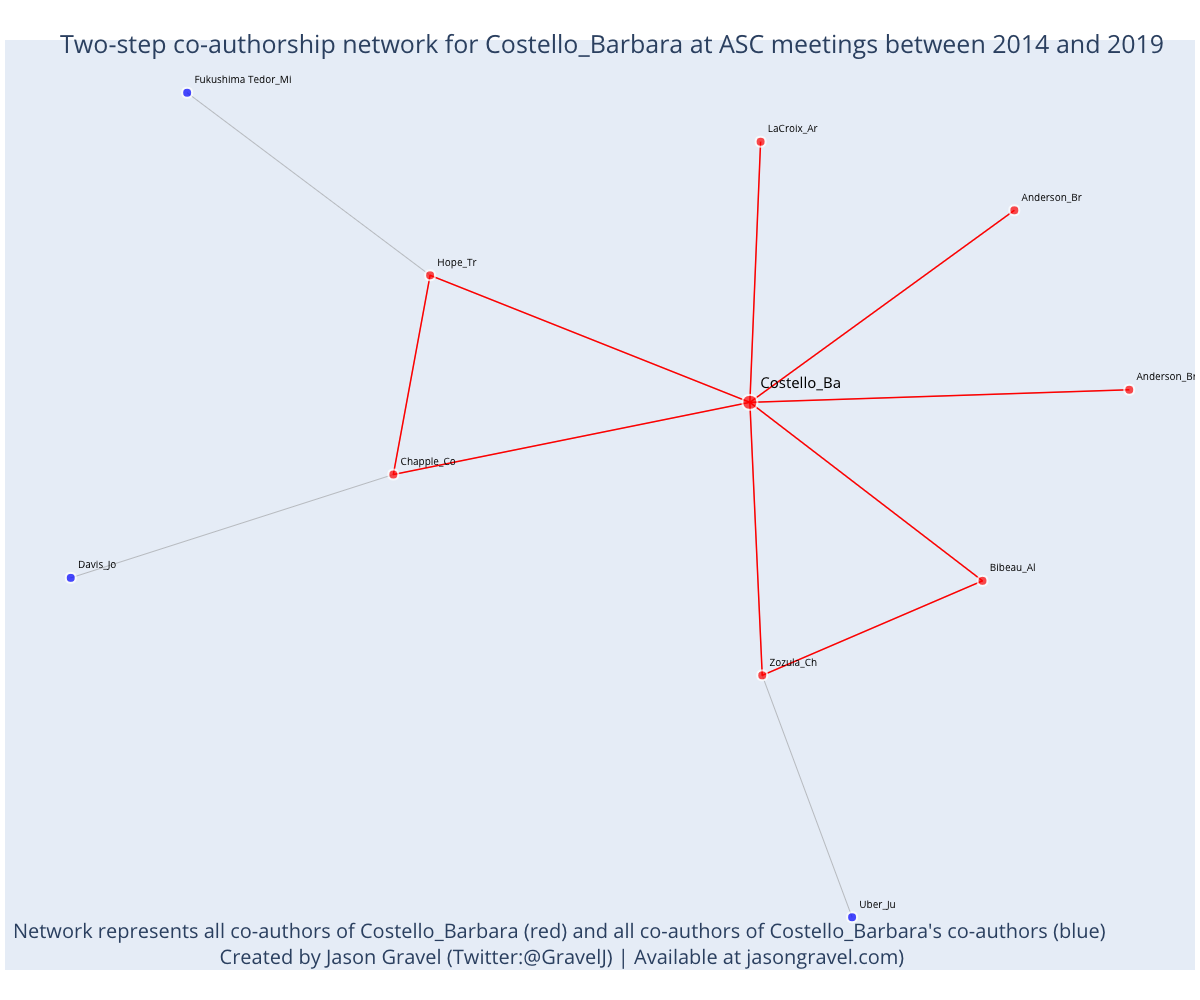 Two-step co-authorship network for Costello_Barbara at ASC meetings between 2014 and 2019
Fukushima Tedor_Mi
LaCroix_Ar
Anderson_Br
Hope_Tr
Costello_Ba
Anderson_Br
Chapple_Co
Davis_Jo
Bibeau_Al
Zozula_Ch
Uber_Ju
Network represents all co-authors of Costello_Barbara (red) and all co-authors of Costello_Barbara's co-authors (blue)
Created by Jason Gravel (Twitter:@GravelJ) | Available at jasongravel.com)